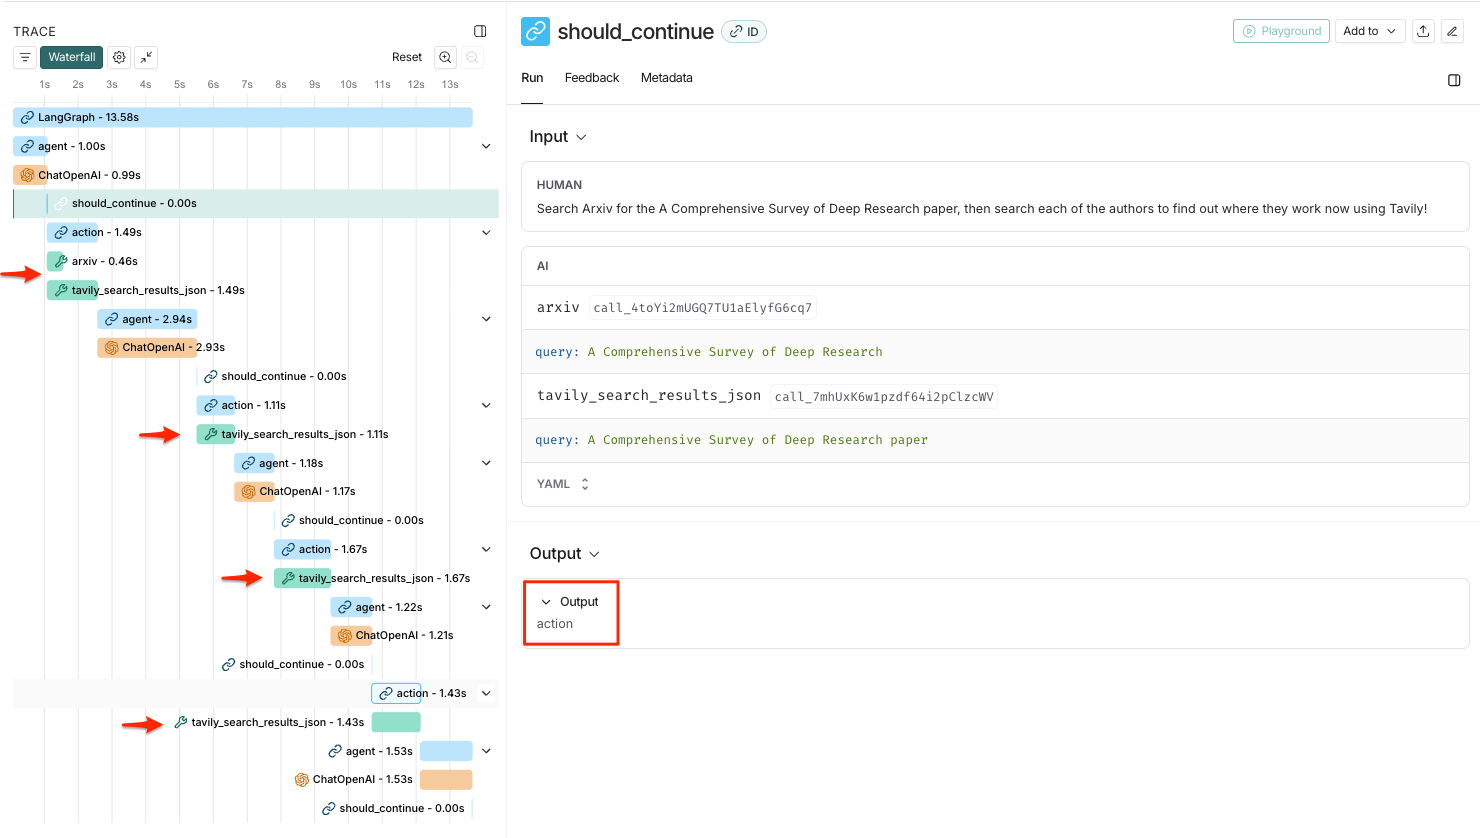 TRACE
Waterfall
Reset
1s 2s 3s 4s 5s 6s 7s 8s 9s 10s 11s 12s 13s
LangGraph - 13.58s
agent - 1.00s
ChatOpenAI - 0.99s
should_continue - 0.00s
action - 1.49s
arxiv - 0.46s
tavily_search_results_json - 1.49s
agent - 2.94s
ChatOpenAI - 2.93s
should_continue - 0.00s
action - 1.11s
tavily_search_results_json - 1.11s
agent - 1.18s
ChatOpenAI - 1.17s
should_continue - 0.00s
action - 1.67s
tavily_search_results_json - 1.67s
agent - 1.22s
ChatOpenAI - 1.21s
should_continue - 0.00s
action - 1.43s
tavily_search_results_json - 1.43s
agent - 1.53s
ChatOpenAI - 1.53s
should_continue - 0.00s
should_continue ID
Playground Add to
Run Feedback Metadata
Input
HUMAN
Search Arxiv for the A Comprehensive Survey of Deep Research paper, then search each of the authors to find out where they work now using Tavily!
AI
arxiv call_4toYi2mUGQ7TU1aElyfG6cq7
query: A Comprehensive Survey of Deep Research
tavily_search_results_json call_7mhUxK6w1pzdf64i2pClzcWV
query: A Comprehensive Survey of Deep Research paper
YAML
Output
Output
action